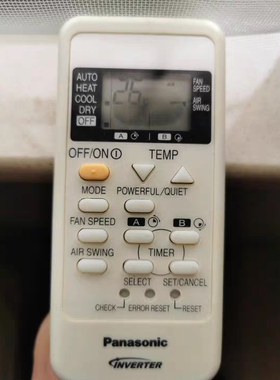 AUTO
HEAT
COOL
DRY
OFF
26
FAN SPEED
AIR SWING
A B
OFF/ON TEMP
MODE POWERFUL/QUIET
FAN SPEED A B
AIR SWING TIMER
SELECT SET/CANCEL
CHECK ERROR RESET RESET
Panasonic
INVERTER